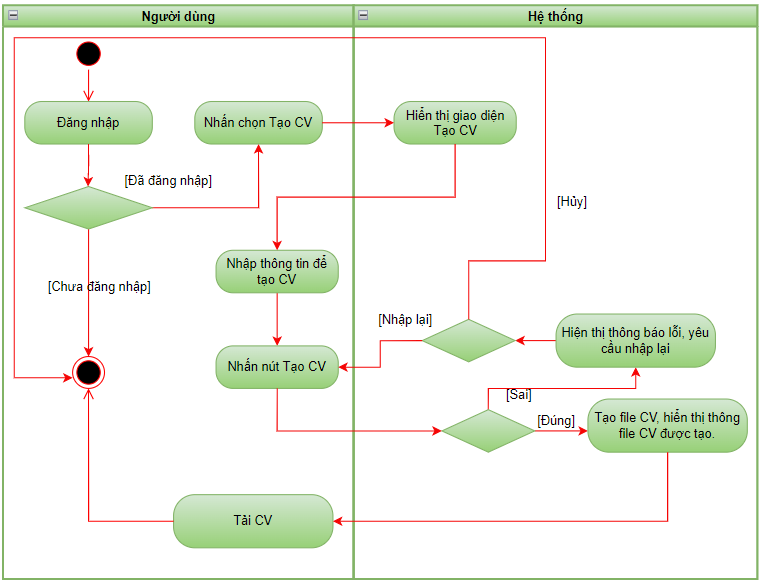 Người dùng
Hệ thống
Đăng nhập
Nhấn chọn Tạo CV
Hiển thị giao diện
Tạo CV
[Đã đăng nhập]
[Hủy]
Nhập thông tin để
tạo CV
[Chưa đăng nhập]
[Nhập lại]
Hiện thị thông báo lỗi, yêu
cầu nhập lại
Nhấn nút Tạo CV
[Sai]
[Đúng]
Tạo file CV, hiển thị thông
file CV được tạo.
Tải CV